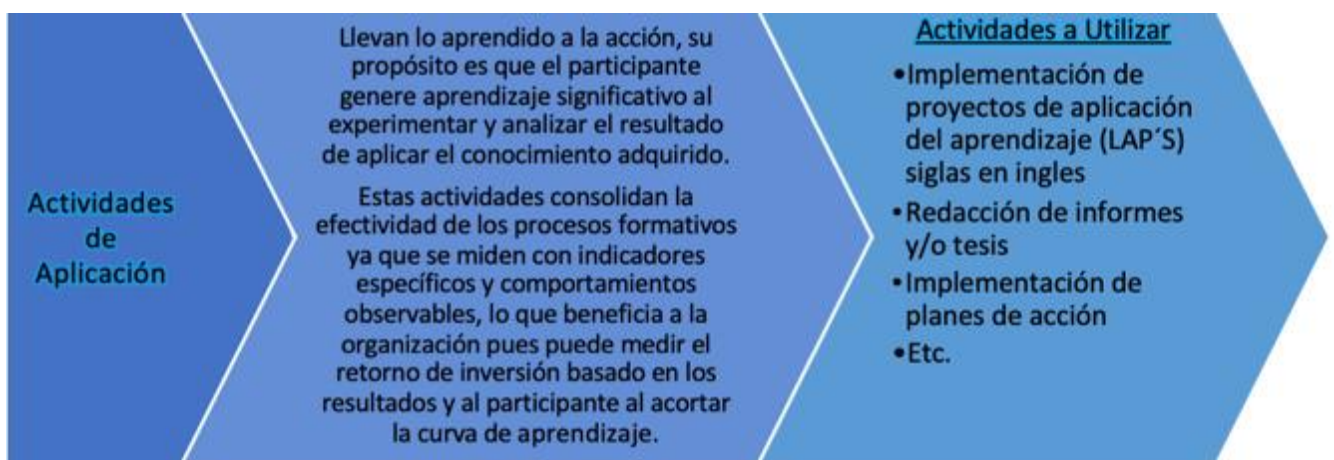 Actividades
de
Aplicación
Llevan lo aprendido a la acción, su
propósito es que el participante
genere aprendizaje significativo al
experimentar y analizar el resultado
de aplicar el conocimiento adquirido.
Estas actividades consolidan la
efectividad de los procesos formativos
ya que se miden con indicadores
específicos y comportamientos
observables, lo que beneficia a la
organización pues puede medir el
retorno de inversión basado en los
resultados y al participante al acortar
la curva de aprendizaje.
Actividades a Utilizar
•Implementación de
proyectos de aplicación
del aprendizaje (LAP´S)
siglas en ingles
•Redacción de informes
y/o tesis
•Implementación de
planes de acción
•Etc.